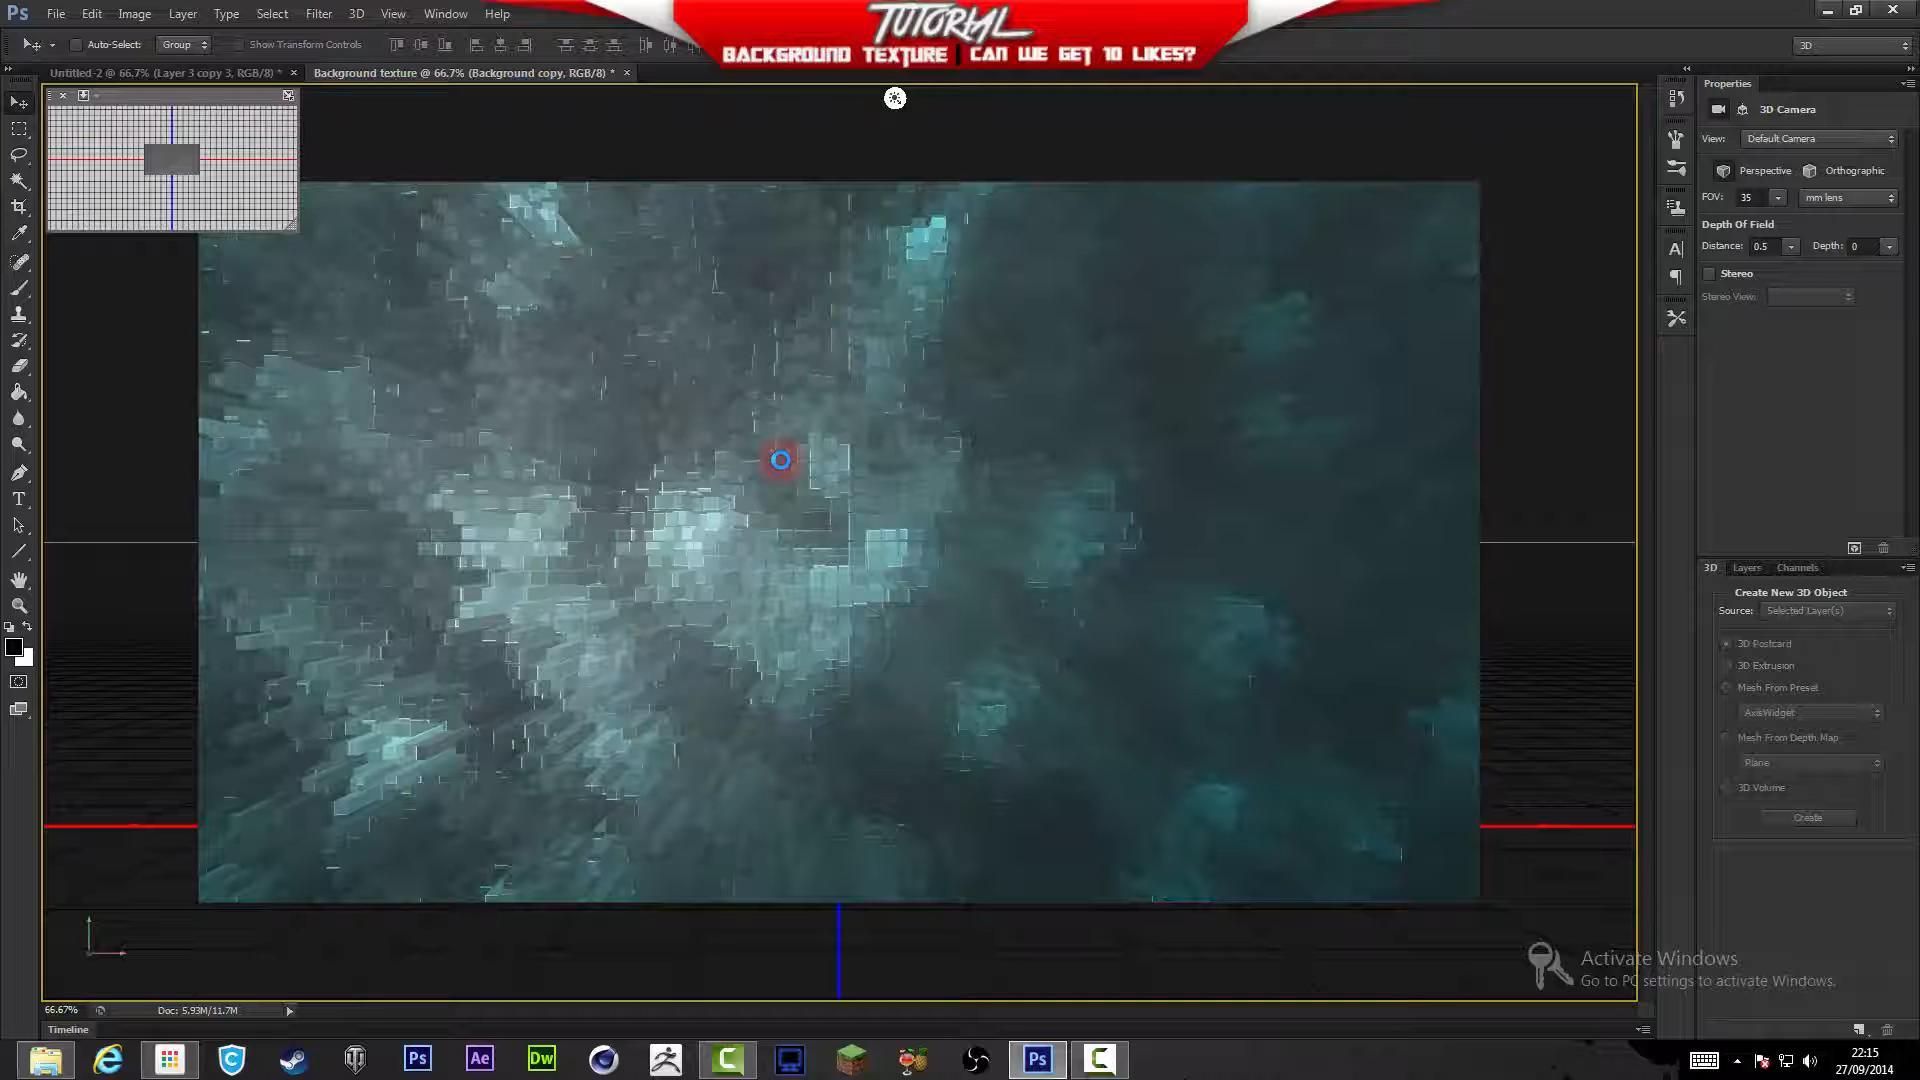 Ps File Edit Image Layer Type Select Filter 3D View Window Help
TUTORIAL
BACKGROUND TEXTURE | CAN WE GET 10 LIKES?
Auto-Select: Group Show Transform Controls
3D
Untitled-2 @ 66.7% (Layer 3 copy 3, RGB/8) *
Background texture @ 66.7% (Background copy, RGB/8) *
Properties
3D Camera
View: Default Camera
Perspective Orthographic
FOV: 35 mm lens
Depth Of Field
Distance: 0.5 Depth: 0
Stereo
Stereo View:
3D Layers Channels
Create New 3D Object
Source: Selected Layer(s)
3D Postcard
3D Extrusion
Mesh From Preset
AxisWidget
Mesh From Depth Map
Plane
3D Volume
Create
Activate Windows
Go to PC settings to activate Windows.
66.67% Doc: 5.93M/11.7M
Timeline
Ps Ae Dw Ps
22:15
27/09/2014